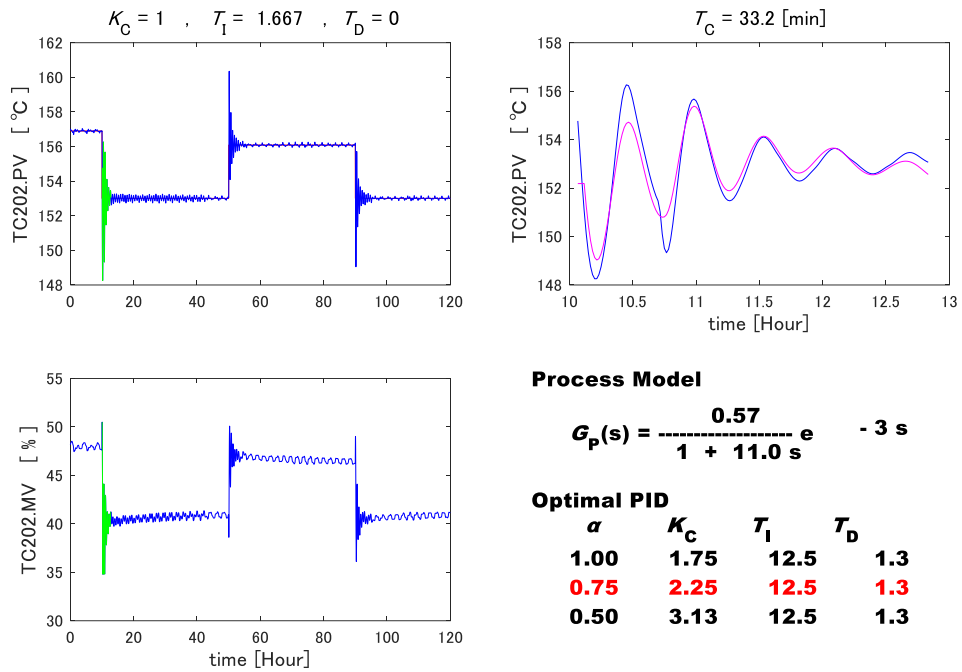 K_C = 1 , T_I = 1.667 , T_D = 0
162
160
158
156
154
152
150
148
TC202.PV [ ℃ ]
0 20 40 60 80 100 120
T_C = 33.2 [min]
158
156
154
152
150
148
TC202.PV [ ℃ ]
10 10.5 11 11.5 12 12.5 13
time [Hour]
55
50
45
40
35
30
TC202.MV [ % ]
0 20 40 60 80 100 120
time [Hour]
Process Model
0.57
G_P(s) = -------------------- e - 3 s
1 + 11.0 s
Optimal PID
α K_C T_I T_D
1.00 1.75 12.5 1.3
0.75 2.25 12.5 1.3
0.50 3.13 12.5 1.3